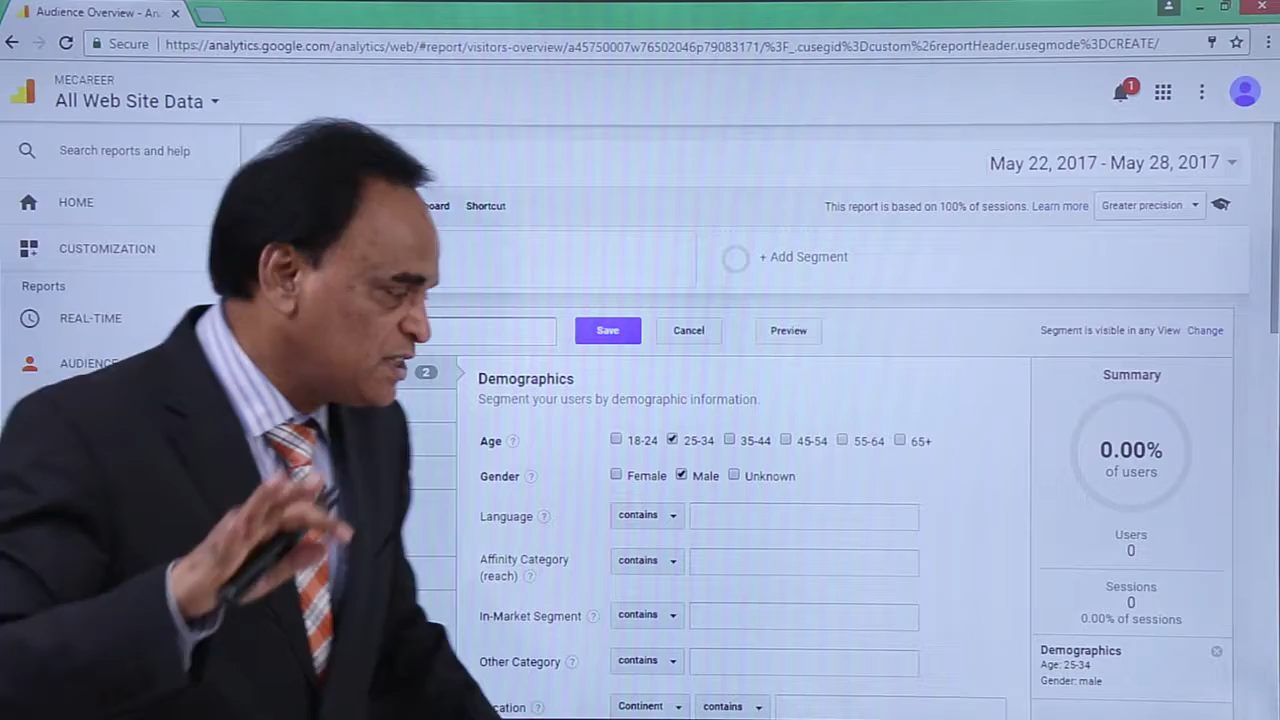 Audience Overview - An
Secure https://analytics.google.com/analytics/web/#report/visitors-overview/a45750007w76502046p79083171/%3F_.cusegid%3Dcustom%26reportHeader.usegmode%3DCREATE/
MECAREER
All Web Site Data
1
Search reports and help
May 22, 2017 - May 28, 2017
HOME
Shortcut
This report is based on 100% of sessions. Learn more
Greater precision
CUSTOMIZATION
+ Add Segment
Reports
REAL-TIME
Save
Cancel
Preview
Segment is visible in any View Change
AUDIENCE
2
Demographics
Segment your users by demographic information.
Summary
Age ? 18-24 25-34 35-44 45-54 55-64 65+
0.00%
of users
Gender ? Female Male Unknown
Language ? contains
Users
0
Affinity Category
(reach) ? contains
Sessions
0
0.00% of sessions
In-Market Segment ? contains
Other Category ? contains
Demographics
Age: 25-34
Gender: male
cation ? Continent contains